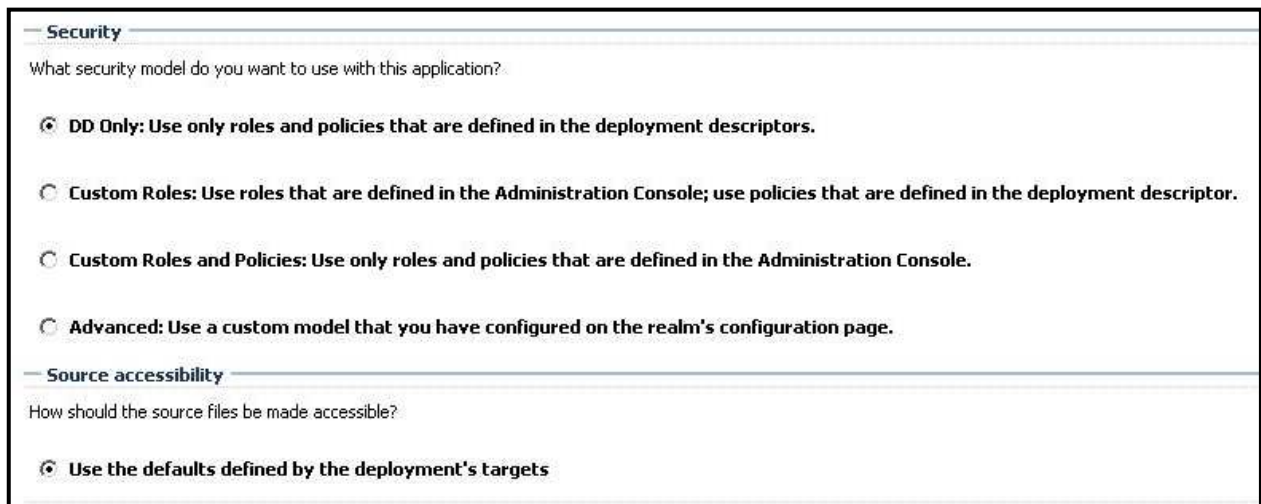 Security
What security model do you want to use with this application?
DD Only: Use only roles and policies that are defined in the deployment descriptors.
Custom Roles: Use roles that are defined in the Administration Console; use policies that are defined in the deployment descriptor.
Custom Roles and Policies: Use only roles and policies that are defined in the Administration Console.
Advanced: Use a custom model that you have configured on the realm's configuration page.
Source accessibility
How should the source files be made accessible?
Use the defaults defined by the deployment's targets